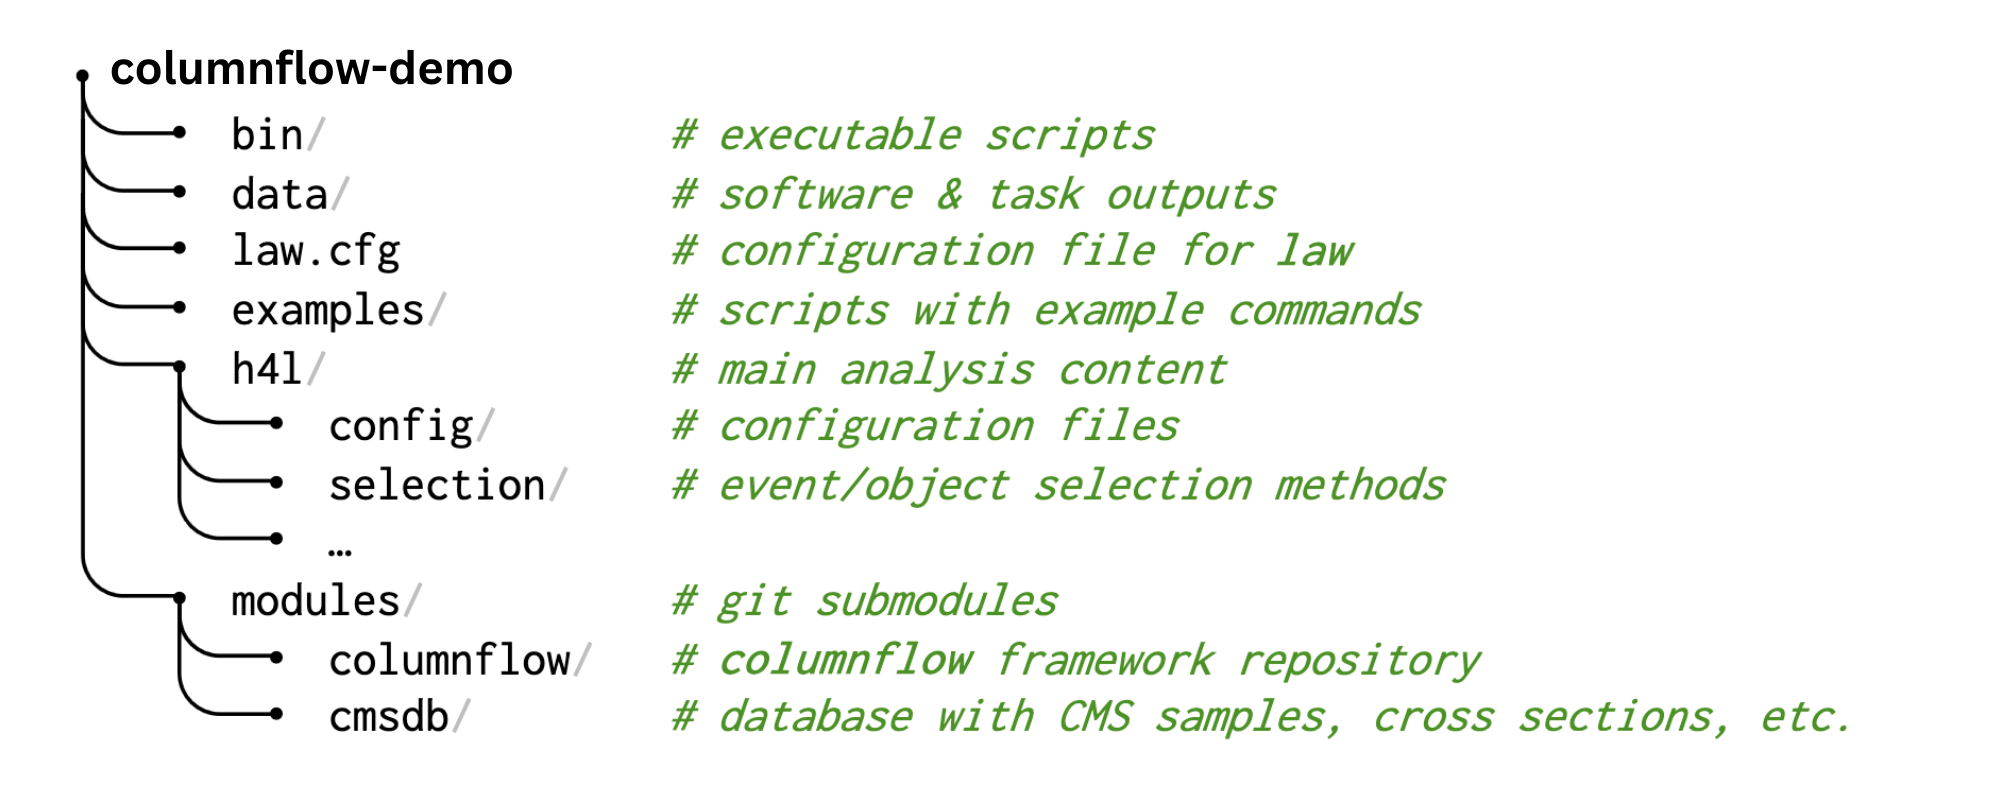 columnflow-demo
bin/ # executable scripts
data/ # software & task outputs
law.cfg # configuration file for law
examples/ # scripts with example commands
h4l/ # main analysis content
config/ # configuration files
selection/ # event/object selection methods
…
modules/ # git submodules
columnflow/ # columnflow framework repository
cmsdb/ # database with CMS samples, cross sections, etc.